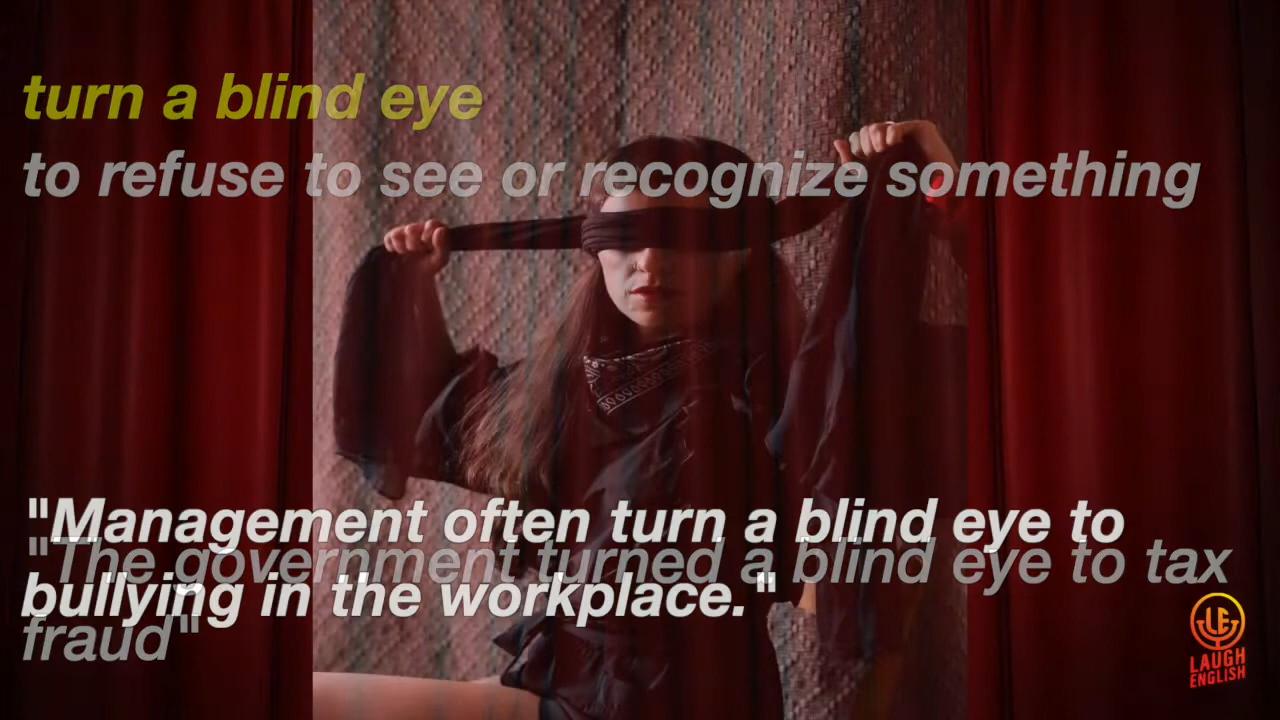 turn a blind eye
to refuse to see or recognize something
"Management often turn a blind eye to
bullying in the workplace."
"The government turned a blind eye to tax
fraud"
LE
LAUGH
ENGLISH